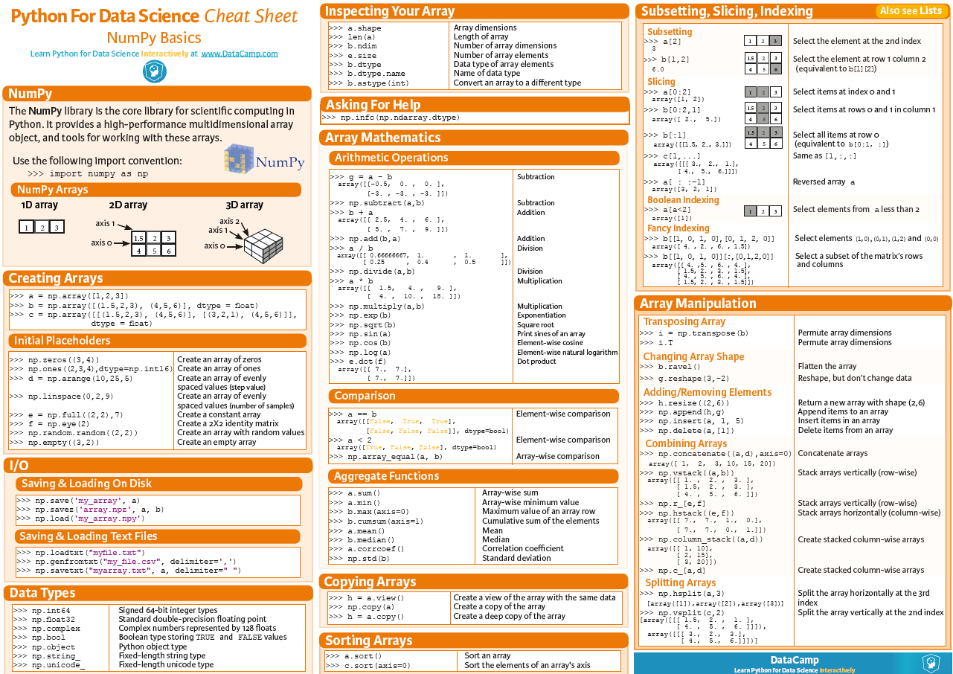 Python For Data Science Cheat Sheet
NumPy Basics
Learn Python for Data Science Interactively at www.DataCamp.com
NumPy
The NumPy library is the core library for scientific computing in
Python. It provides a high-performance multidimensional array
object, and tools for working with these arrays.
Use the following import convention:
>>> import numpy as np
NumPy
NumPy Arrays
1D array
2D array
3D array
1 2 3
axis 1
axis 0
1.5 2 3
4 5 6
axis 2
axis 1
axis 0
Creating Arrays
>>> a = np.array([1,2,3])
>>> b = np.array([(1.5,2,3), (4,5,6)], dtype = float)
>>> c = np.array([[(1.5,2,3), (4,5,6)], [(3,2,1), (4,5,6)]],
dtype = float)
Initial Placeholders
>>> np.zeros((3,4)) Create an array of zeros
>>> np.ones((2,3,4),dtype=np.int16) Create an array of ones
>>> d = np.arange(10,25,5) Create an array of evenly
spaced values (step value)
>>> np.linspace(0,2,9) Create an array of evenly
spaced values (number of samples)
>>> e = np.full((2,2),7) Create a constant array
>>> f = np.eye(2) Create a 2X2 identity matrix
>>> np.random.random((2,2)) Create an array with random values
>>> np.empty((3,2)) Create an empty array
I/O
Saving & Loading On Disk
>>> np.save('my_array', a)
>>> np.savez('array.npz', a, b)
>>> np.load('my_array.npy')
Saving & Loading Text Files
>>> np.loadtxt("myfile.txt")
>>> np.genfromtxt("my_file.csv", delimiter=',')
>>> np.savetxt("myarray.txt", a, delimiter=" ")
Data Types
>>> np.int64 Signed 64-bit integer types
>>> np.float32 Standard double-precision floating point
>>> np.complex Complex numbers represented by 128 floats
>>> np.bool Boolean type storing TRUE and FALSE values
>>> np.object Python object type
>>> np.string_ Fixed-length string type
>>> np.unicode_ Fixed-length unicode type
Inspecting Your Array
>>> a.shape Array dimensions
>>> len(a) Length of array
>>> b.ndim Number of array dimensions
>>> e.size Number of array elements
>>> b.dtype Data type of array elements
>>> b.dtype.name Name of data type
>>> b.astype(int) Convert an array to a different type
Asking For Help
>>> np.info(np.ndarray.dtype)
Array Mathematics
Arithmetic Operations
>>> g = a - b Subtraction
array([[-0.5, 0. , 0. ],
[-3. , -3. , -3. ]])
>>> np.subtract(a,b) Subtraction
>>> b + a Addition
array([[ 2.5, 4. , 6. ],
[ 5. , 7. , 9. ]])
>>> np.add(b,a) Addition
>>> a / b Division
array([[ 0.66666667, 1. , 1. ],
[ 0.25 , 0.4 , 0.5 ]])
>>> np.divide(a,b) Division
>>> a * b Multiplication
array([[ 1.5, 4. , 9. ],
[ 4. , 10. , 18. ]])
>>> np.multiply(a,b) Multiplication
>>> np.exp(b) Exponentiation
>>> np.sqrt(b) Square root
>>> np.sin(a) Print sines of an array
>>> np.cos(b) Element-wise cosine
>>> np.log(a) Element-wise natural logarithm
>>> e.dot(f) Dot product
array([[ 7., 7.],
[ 7., 7.]])
Comparison
>>> a == b Element-wise comparison
array([[False, True, True],
[False, False, False]], dtype=bool)
>>> a < 2 Element-wise comparison
array([True, False, False], dtype=bool)
>>> np.array_equal(a, b) Array-wise comparison
Aggregate Functions
>>> a.sum() Array-wise sum
>>> a.min() Array-wise minimum value
>>> b.max(axis=0) Maximum value of an array row
>>> b.cumsum(axis=1) Cumulative sum of the elements
>>> a.mean() Mean
>>> b.median() Median
>>> a.corrcoef() Correlation coefficient
>>> np.std(b) Standard deviation
Copying Arrays
>>> h = a.view() Create a view of the array with the same data
>>> np.copy(a) Create a copy of the array
>>> h = a.copy() Create a deep copy of the array
Sorting Arrays
>>> a.sort() Sort an array
>>> c.sort(axis=0) Sort the elements of an array's axis
Subsetting, Slicing, Indexing
Also see Lists
Subsetting
>>> a[2] 1 2 3 Select the element at the 2nd index
3
>>> b[1,2] 1.5 2 3 Select the element at row 1 column 2
6.0 4 5 6 (equivalent to b[1][2])
Slicing
>>> a[0:2] 1 2 3 Select items at index 0 and 1
array([1, 2])
>>> b[0:2,1] 1.5 2 3 Select items at rows 0 and 1 in column 1
array([ 2., 5.]) 4 5 6
>>> b[:1] 1.5 2 3 Select all items at row 0
array([[1.5, 2., 3.]]) 4 5 6 (equivalent to b[0:1, :])
>>> c[1,...] Same as [1,:,:]
array([[[ 3., 2., 1.],
[ 4., 5., 6.]]])
>>> a[ : :-1] Reversed array a
array([3, 2, 1])
Boolean Indexing
>>> a[a<2] 1 2 3 Select elements from a less than 2
array([1])
Fancy Indexing
>>> b[[1, 0, 1, 0],[0, 1, 2, 0]] Select elements (1,0),(0,1),(1,2) and (0,0)
array([ 4. , 2. , 6. , 1.5])
>>> b[[1, 0, 1, 0]][:,[0,1,2,0]] Select a subset of the matrix's rows
array([[ 4. ,5. , 6. , 4. ], and columns
[ 1.5, 2. , 3. , 1.5],
[ 4. , 5. , 6. , 4. ],
[ 1.5, 2. , 3. , 1.5]])
Array Manipulation
Transposing Array
>>> i = np.transpose(b) Permute array dimensions
>>> i.T Permute array dimensions
Changing Array Shape
>>> b.ravel() Flatten the array
>>> g.reshape(3,-2) Reshape, but don't change data
Adding/Removing Elements
>>> h.resize((2,6)) Return a new array with shape (2,6)
>>> np.append(h,g) Append items to an array
>>> np.insert(a, 1, 5) Insert items in an array
>>> np.delete(a,[1]) Delete items from an array
Combining Arrays
>>> np.concatenate((a,d),axis=0) Concatenate arrays
array([ 1, 2, 3, 10, 15, 20])
>>> np.vstack((a,b)) Stack arrays vertically (row-wise)
array([[ 1. , 2. , 3. ],
[ 1.5, 2. , 3. ],
[ 4. , 5. , 6. ]])
>>> np.r_[e,f] Stack arrays vertically (row-wise)
>>> np.hstack((e,f)) Stack arrays horizontally (column-wise)
array([[ 7., 7., 1., 0.],
[ 7., 7., 0., 1.]])
>>> np.column_stack((a,d)) Create stacked column-wise arrays
array([[ 1, 10],
[ 2, 15],
[ 3, 20]])
>>> np.c_[a,d] Create stacked column-wise arrays
Splitting Arrays
>>> np.hsplit(a,3) Split the array horizontally at the 3rd
[array([1]),array([2]),array([3])] index
>>> np.vsplit(c,2) Split the array vertically at the 2nd index
[array([[[ 1.5, 2. , 1. ],
[ 4. , 5. , 6. ]]]),
array([[[ 3., 2., 3.],
[ 4., 5., 6.]]])]
DataCamp
Learn Python for Data Science Interactively